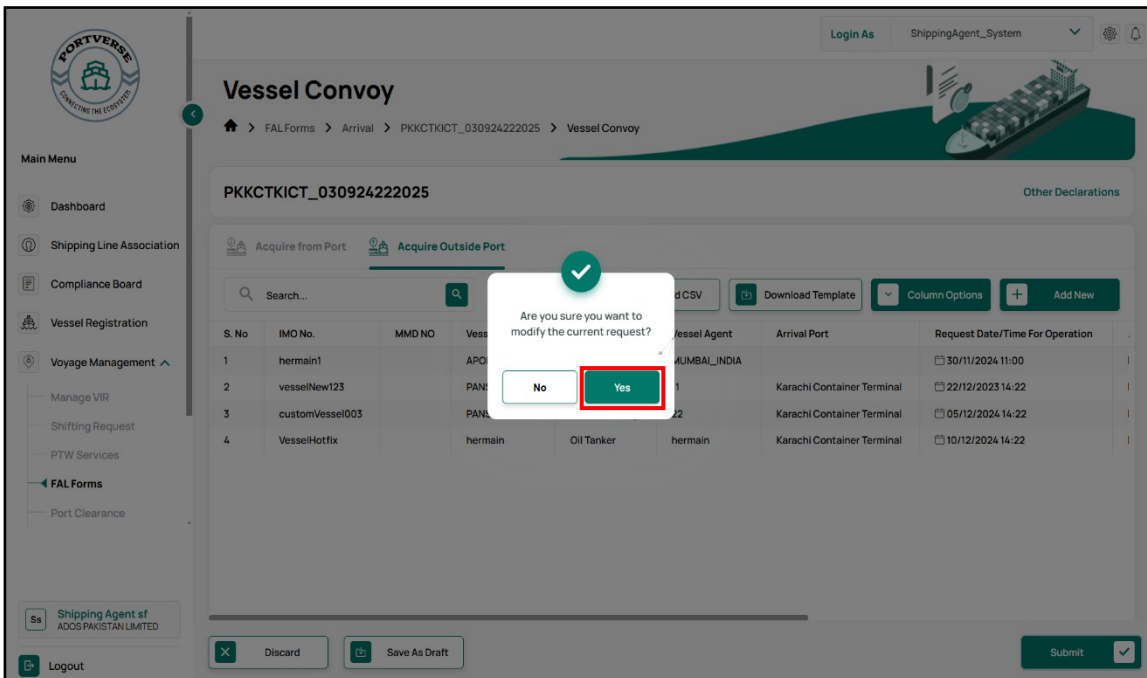 PORTVERSE
CONNECTING THE ECOSYSTEM
Login As ShippingAgent_System
Vessel Convoy
> FAL Forms > Arrival > PKKCTKICT_030924222025 > Vessel Convoy
Main Menu
PKKCTKICT_030924222025 Other Declarations
Dashboard
Shipping Line Association
Compliance Board
Vessel Registration
Voyage Management
Manage VIR
Shifting Request
PTW Services
FAL Forms
Port Clearance
Acquire from Port Acquire Outside Port
Search... d CSV Download Template Column Options Add New
Are you sure you want to
modify the current request?
No Yes
S. No IMO No. MMD NO Vess Vessel Agent Arrival Port Request Date/Time For Operation
1 hermain1 APO MUMBAI_INDIA 30/11/2024 11:00
2 vesselNew123 PANS 1 Karachi Container Terminal 22/12/2023 14:22
3 customVessel003 PANS 22 Karachi Container Terminal 05/12/2024 14:22
4 VesselHotfix hermain Oil Tanker hermain Karachi Container Terminal 10/12/2024 14:22
Ss Shipping Agent sf
ADOS PAKISTAN LIMITED
Logout
Discard Save As Draft Submit